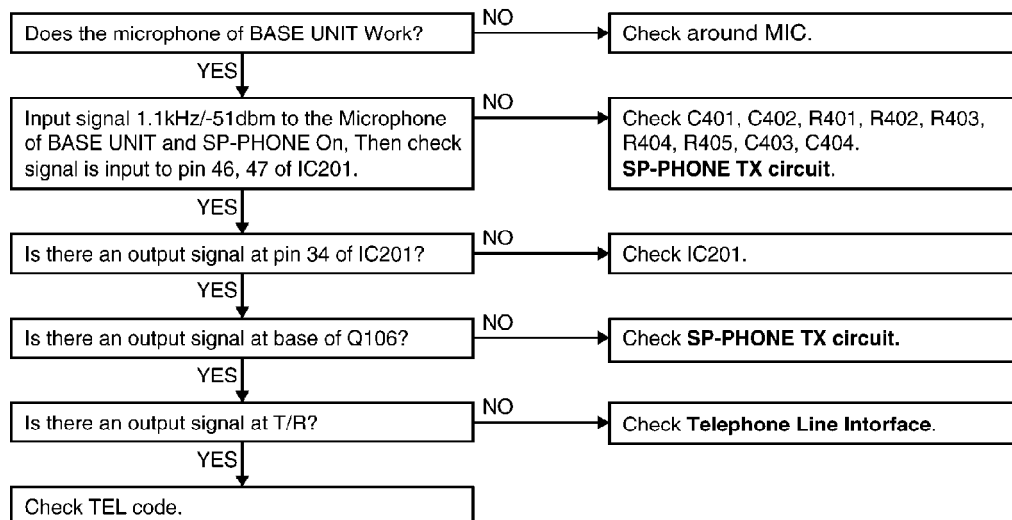 Does the microphone of BASE UNIT Work?
NO
Check around MIC.
YES
Input signal 1.1kHz/-51dbm to the Microphone
of BASE UNIT and SP-PHONE On, Then check
signal is input to pin 46, 47 of IC201.
NO
Check C401, C402, R401, R402, R403,
R404, R405, C403, C404.
SP-PHONE TX circuit.
YES
Is there an output signal at pin 34 of IC201?
NO
Check IC201.
YES
Is there an output signal at base of Q106?
NO
Check SP-PHONE TX circuit.
YES
Is there an output signal at T/R?
NO
Check Telephone Line Intorface.
YES
Check TEL code.